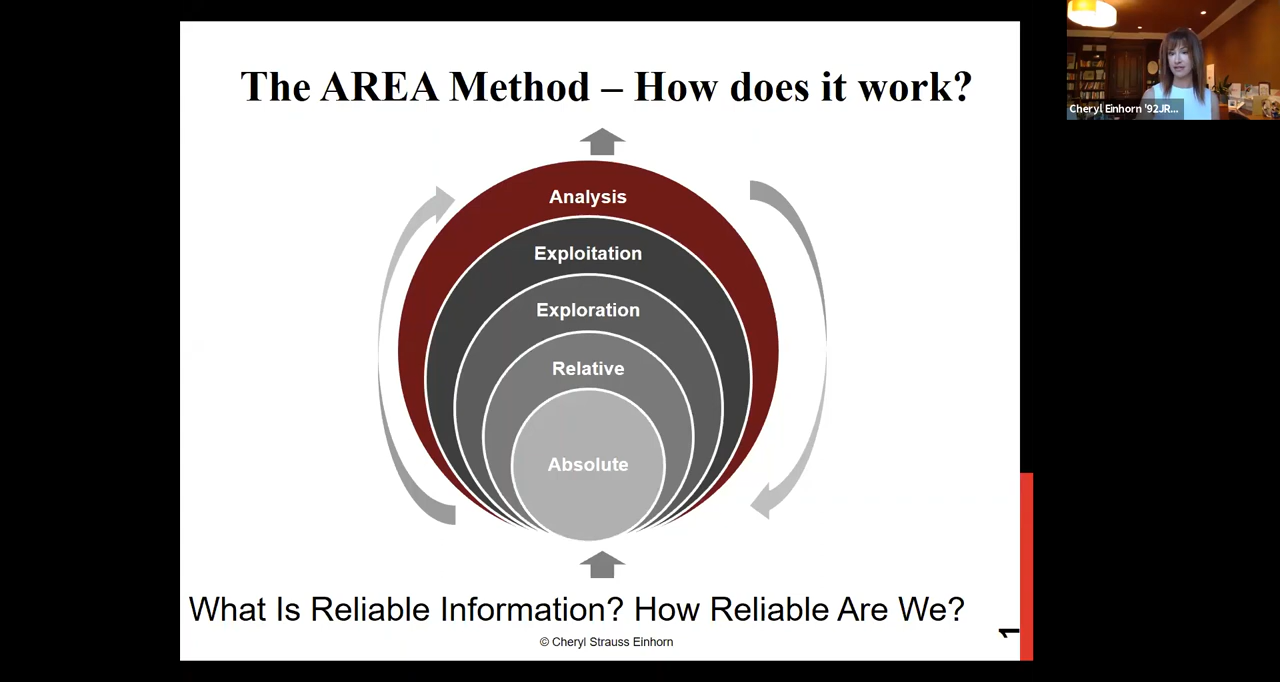 The AREA Method – How does it work?
Cheryl Einhorn '92JR...
Analysis
Exploitation
Exploration
Relative
Absolute
What Is Reliable Information? How Reliable Are We?
© Cheryl Strauss Einhorn
1